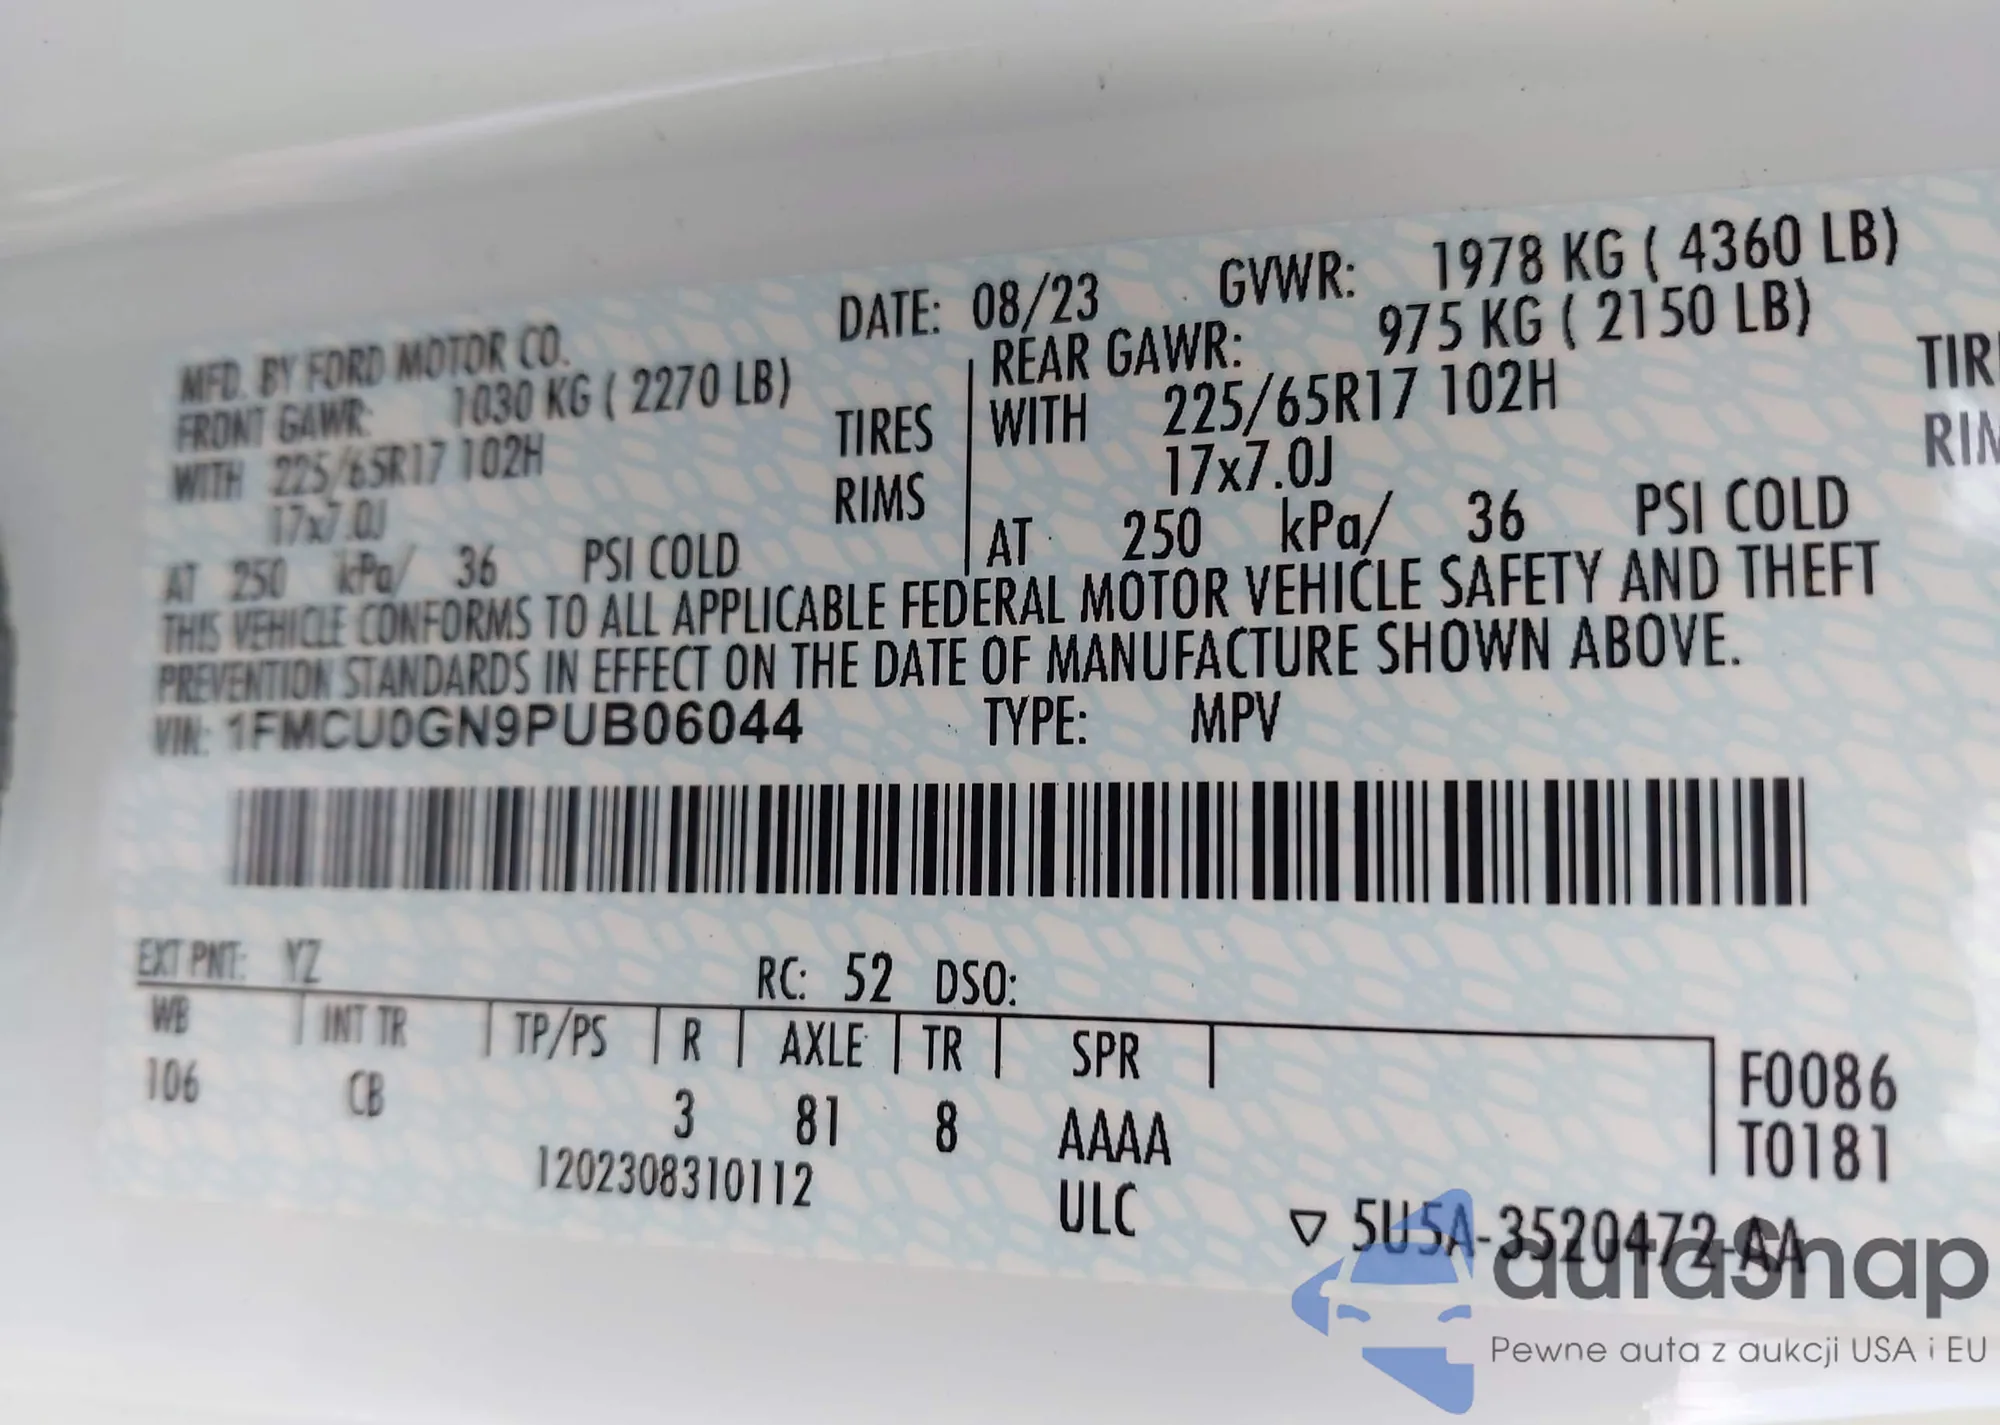 MFD. BY FORD MOTOR CO. DATE: 08/23 GVWR: 1978 KG ( 4360 LB)
FRONT GAWR: 1030 KG ( 2270 LB) REAR GAWR: 975 KG ( 2150 LB)
WITH 225/65R17 102H TIRES WITH 225/65R17 102H TIR
17x7.0J RIMS 17x7.0J RIM
AT 250 kPa/ 36 PSI COLD AT 250 kPa/ 36 PSI COLD
THIS VEHICLE CONFORMS TO ALL APPLICABLE FEDERAL MOTOR VEHICLE SAFETY AND THEFT
PREVENTION STANDARDS IN EFFECT ON THE DATE OF MANUFACTURE SHOWN ABOVE.
VIN: 1FMCU0GN9PUB06044 TYPE: MPV
EXT PNT: YZ RC: 52 DSO:
WB INT TR TP/PS R AXLE TR SPR F0086
106 CB 3 81 8 AAAA T0181
1202308310112 ULC ▽ 5U5A-3520472-AA
autasnap
Pewne auta z aukcji USA i EU